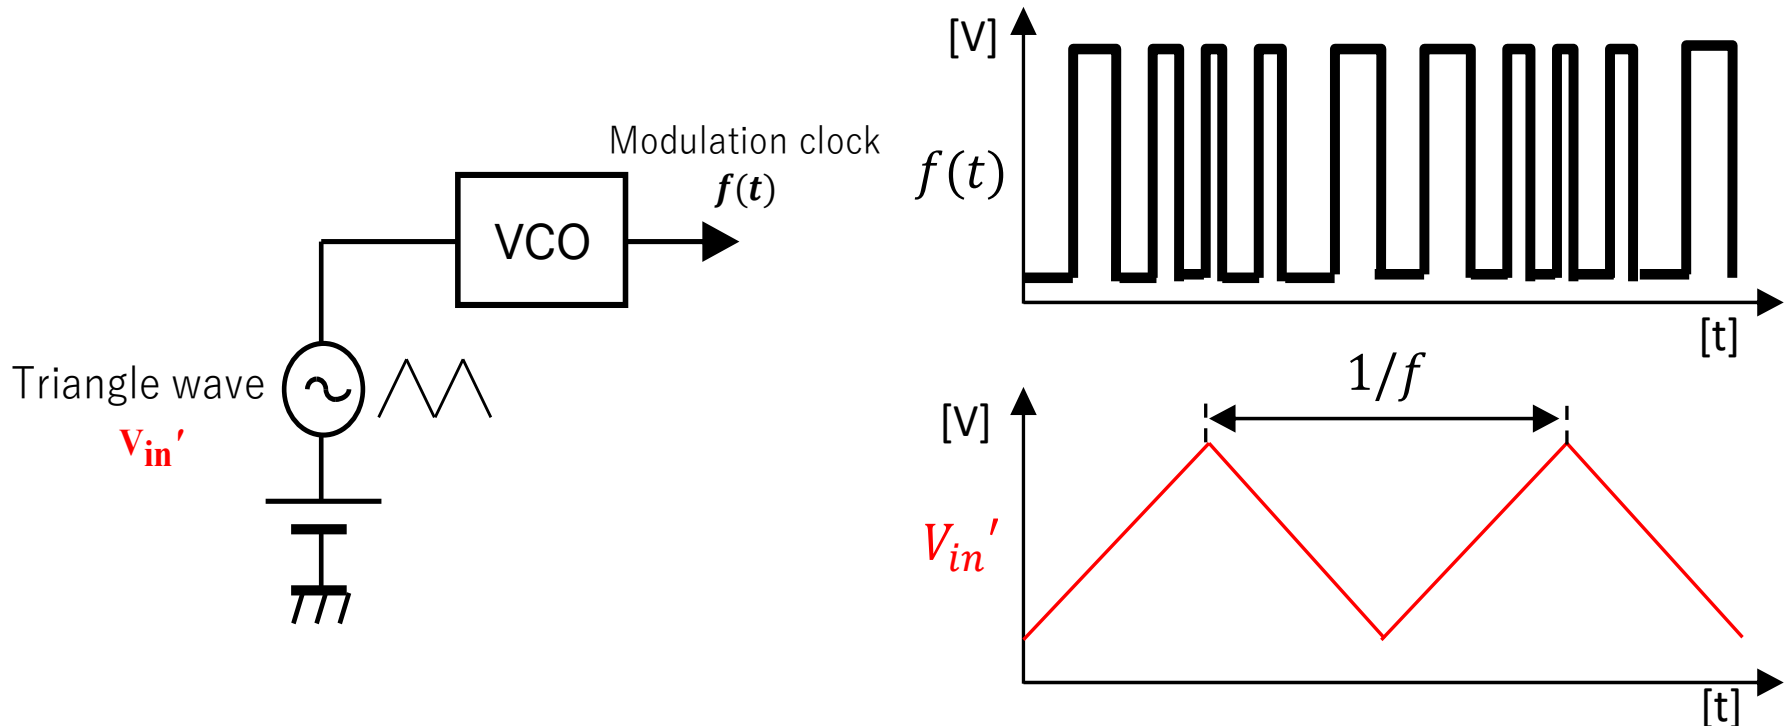 Modulation clock
f(t)
VCO
Triangle wave
Vin′
[V]
f(t)
[t]
1/f
[V]
Vin′
[t]